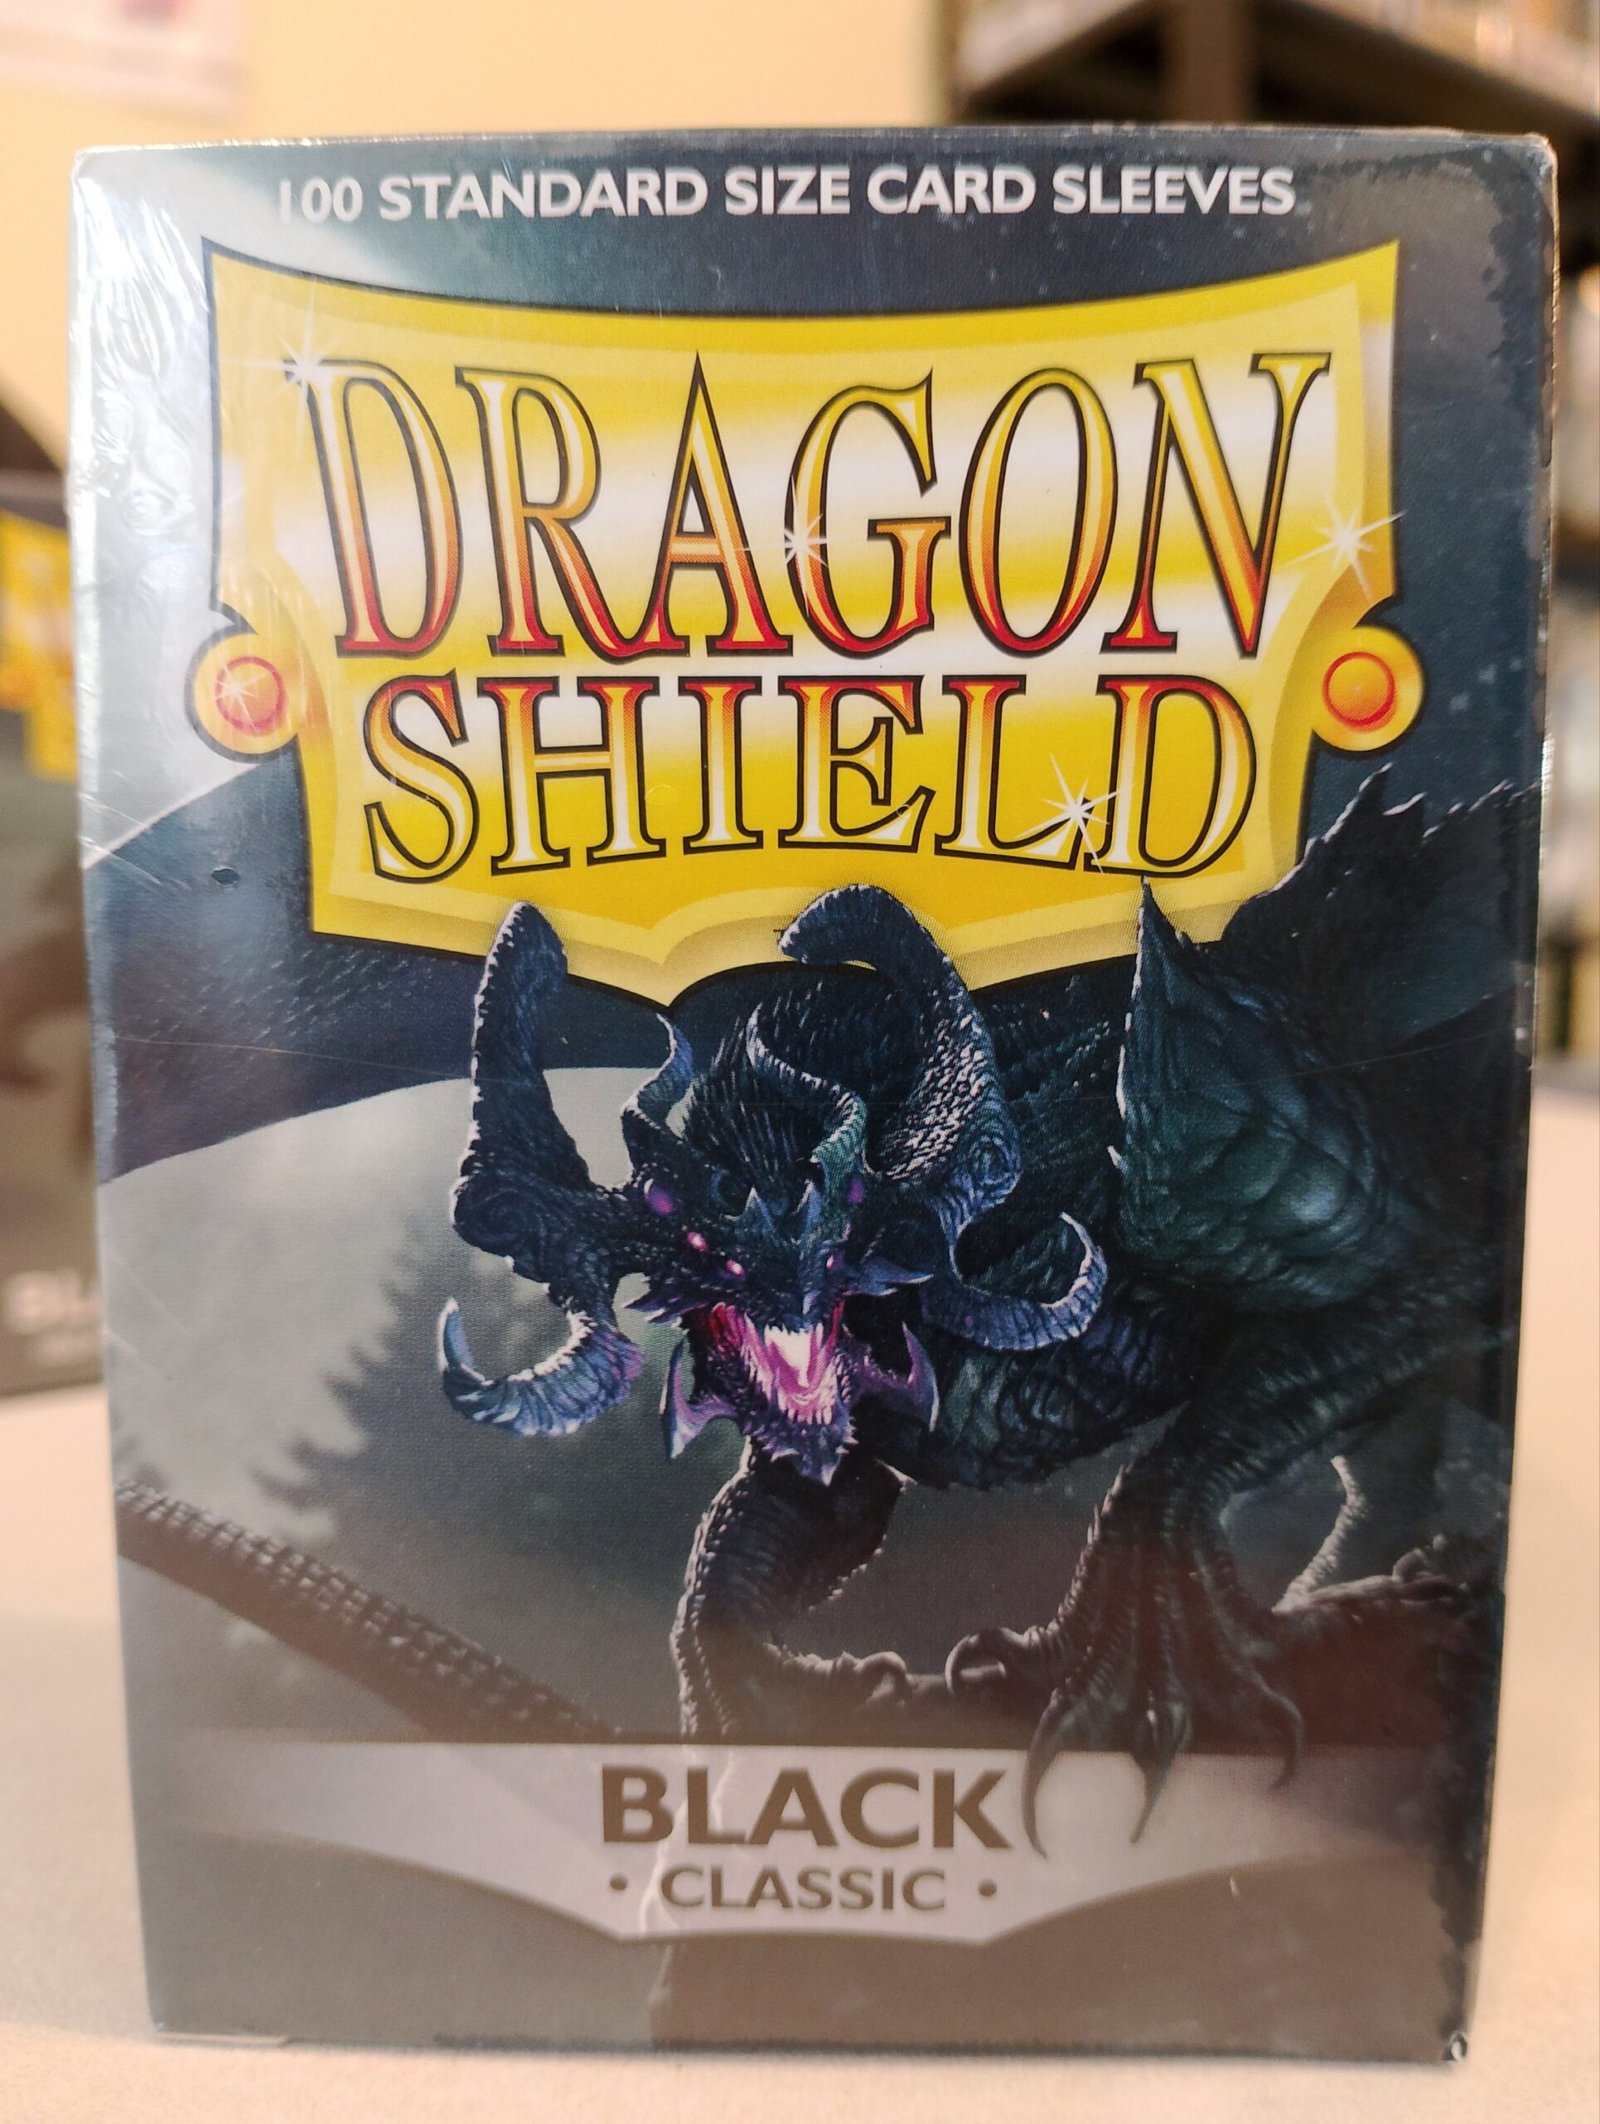 100 STANDARD SIZE CARD SLEEVES
DRAGON
SHIELD
BLACK
• CLASSIC •